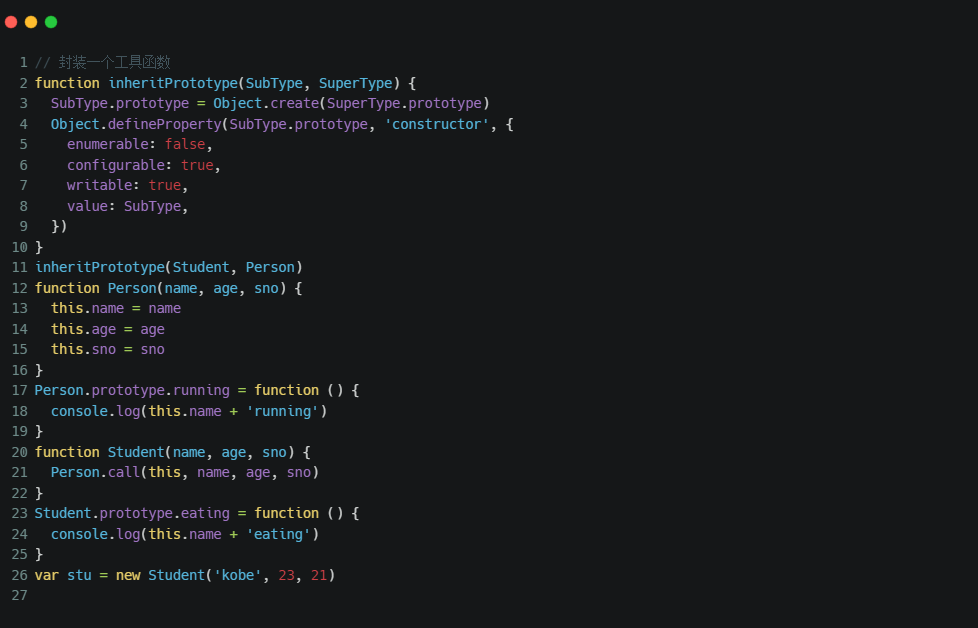 1 // 封装一个工具函数
2 function inheritPrototype(SubType, SuperType) {
3   SubType.prototype = Object.create(SuperType.prototype)
4   Object.defineProperty(SubType.prototype, 'constructor', {
5     enumerable: false,
6     configurable: true,
7     writable: true,
8     value: SubType,
9   })
10 }
11 inheritPrototype(Student, Person)
12 function Person(name, age, sno) {
13   this.name = name
14   this.age = age
15   this.sno = sno
16 }
17 Person.prototype.running = function () {
18   console.log(this.name + 'running')
19 }
20 function Student(name, age, sno) {
21   Person.call(this, name, age, sno)
22 }
23 Student.prototype.eating = function () {
24   console.log(this.name + 'eating')
25 }
26 var stu = new Student('kobe', 23, 21)
27